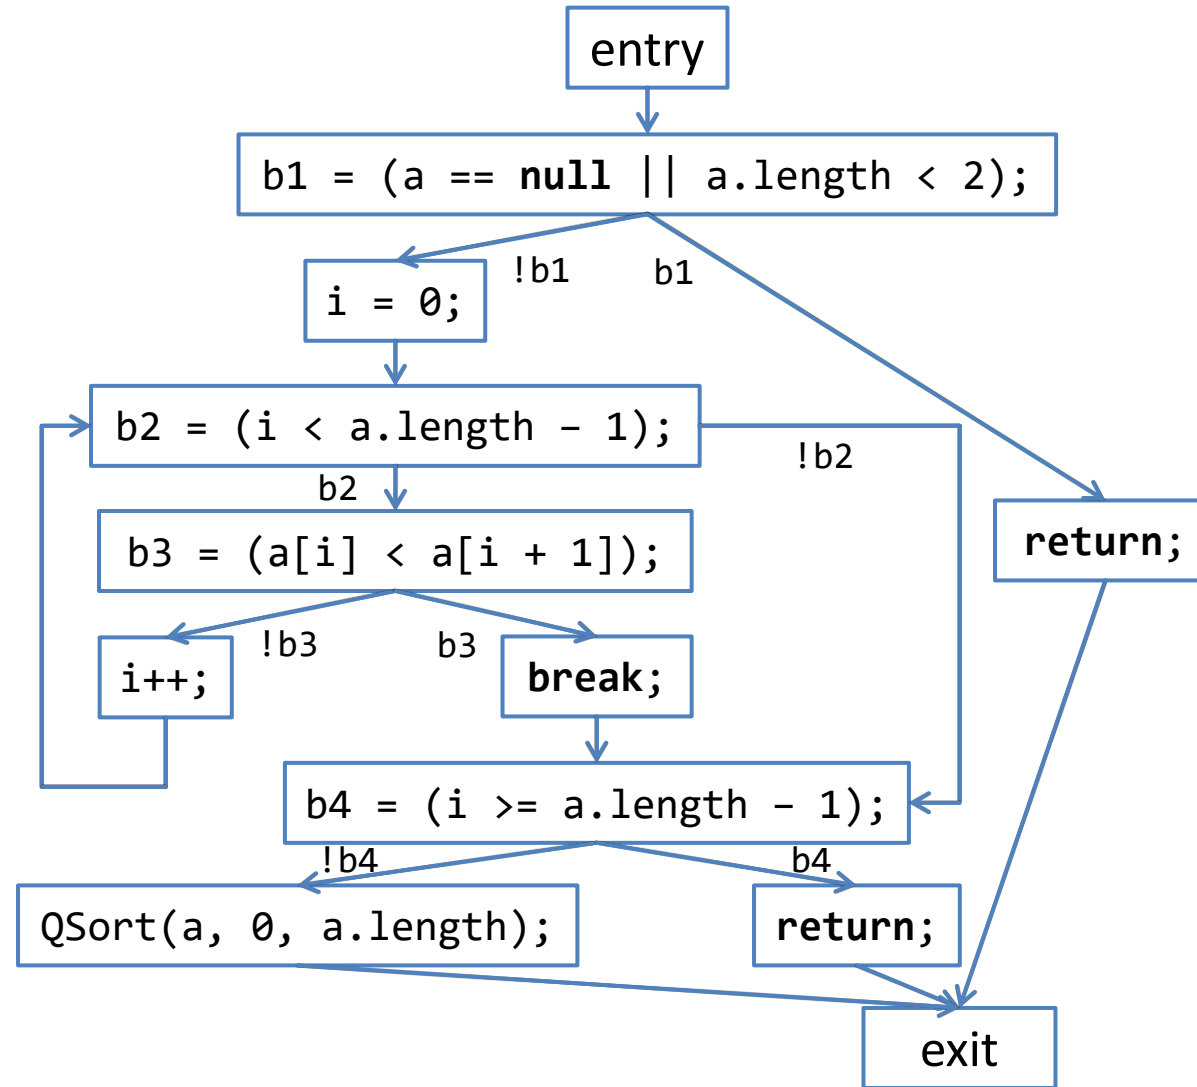 entry
b1 = (a == null || a.length < 2);
!b1
b1
i = 0;
b2 = (i < a.length – 1);
!b2
b2
b3 = (a[i] < a[i + 1]);
return;
!b3
b3
i++;
break;
b4 = (i >= a.length – 1);
!b4
b4
QSort(a, 0, a.length);
return;
exit